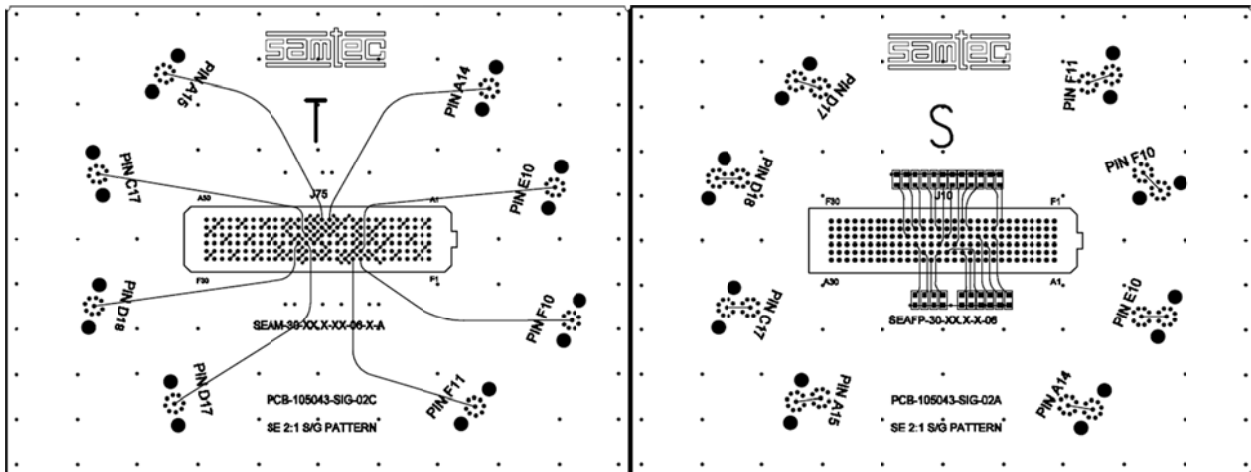 samtec
PIN A15
PIN A14
T
PIN C17
PIN E10
J75
A30
A1
F30
F1
PIN D18
PIN F10
SEAM-30-XX.X-XX-06-X-A
PIN D17
PIN F11
PCB-105043-SIG-02C
SE 2:1 S/G PATTERN
samtec
PIN D17
PIN F11
S
PIN D18
PIN F10
J10
F30
F1
A30
A1
PIN C17
PIN E10
SEAFP-30-XX.X-X-06
PIN A15
PIN A14
PCB-105043-SIG-02A
SE 2:1 S/G PATTERN